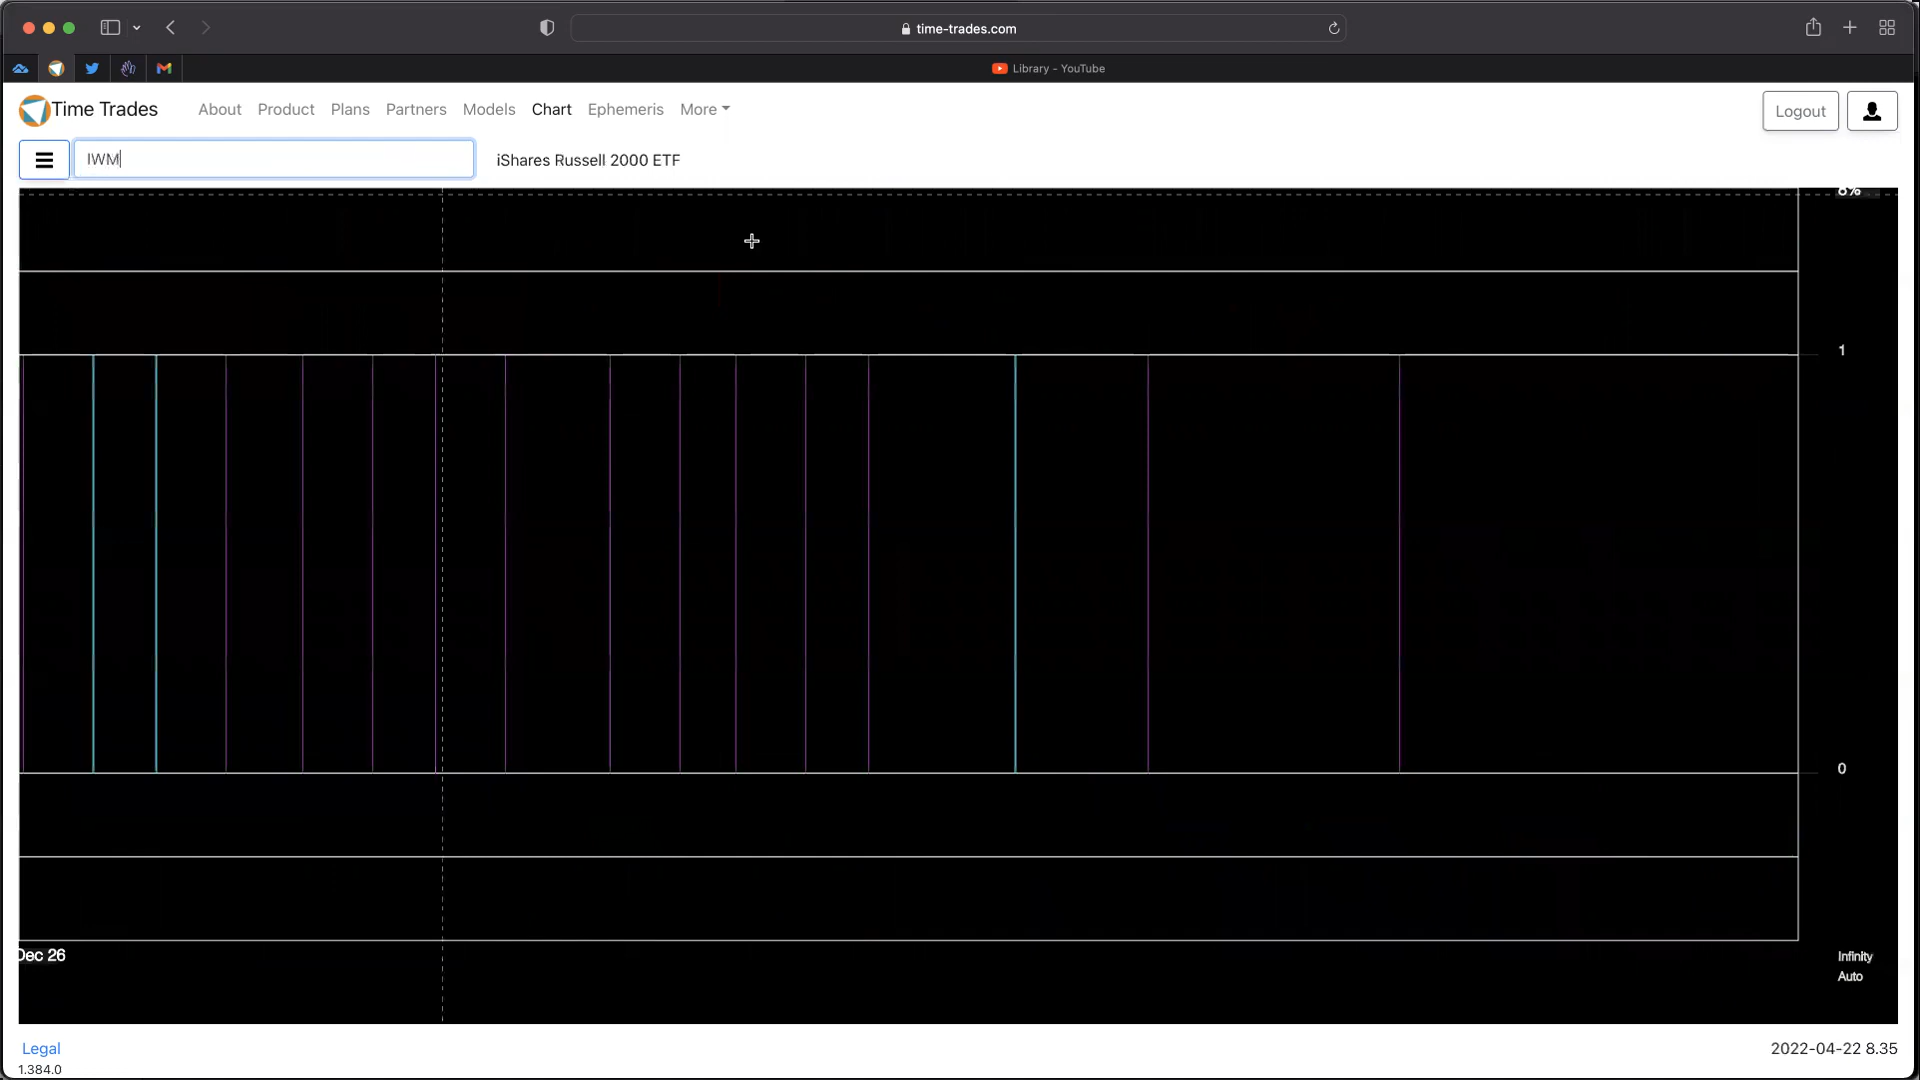 time-trades.com
Library - YouTube
Time Trades
About Product Plans Partners Models Chart Ephemeris More
Logout
IWM
iShares Russell 2000 ETF
1
0
Dec 26
Infinity
Auto
Legal
2022-04-22 8.35
1.384.0